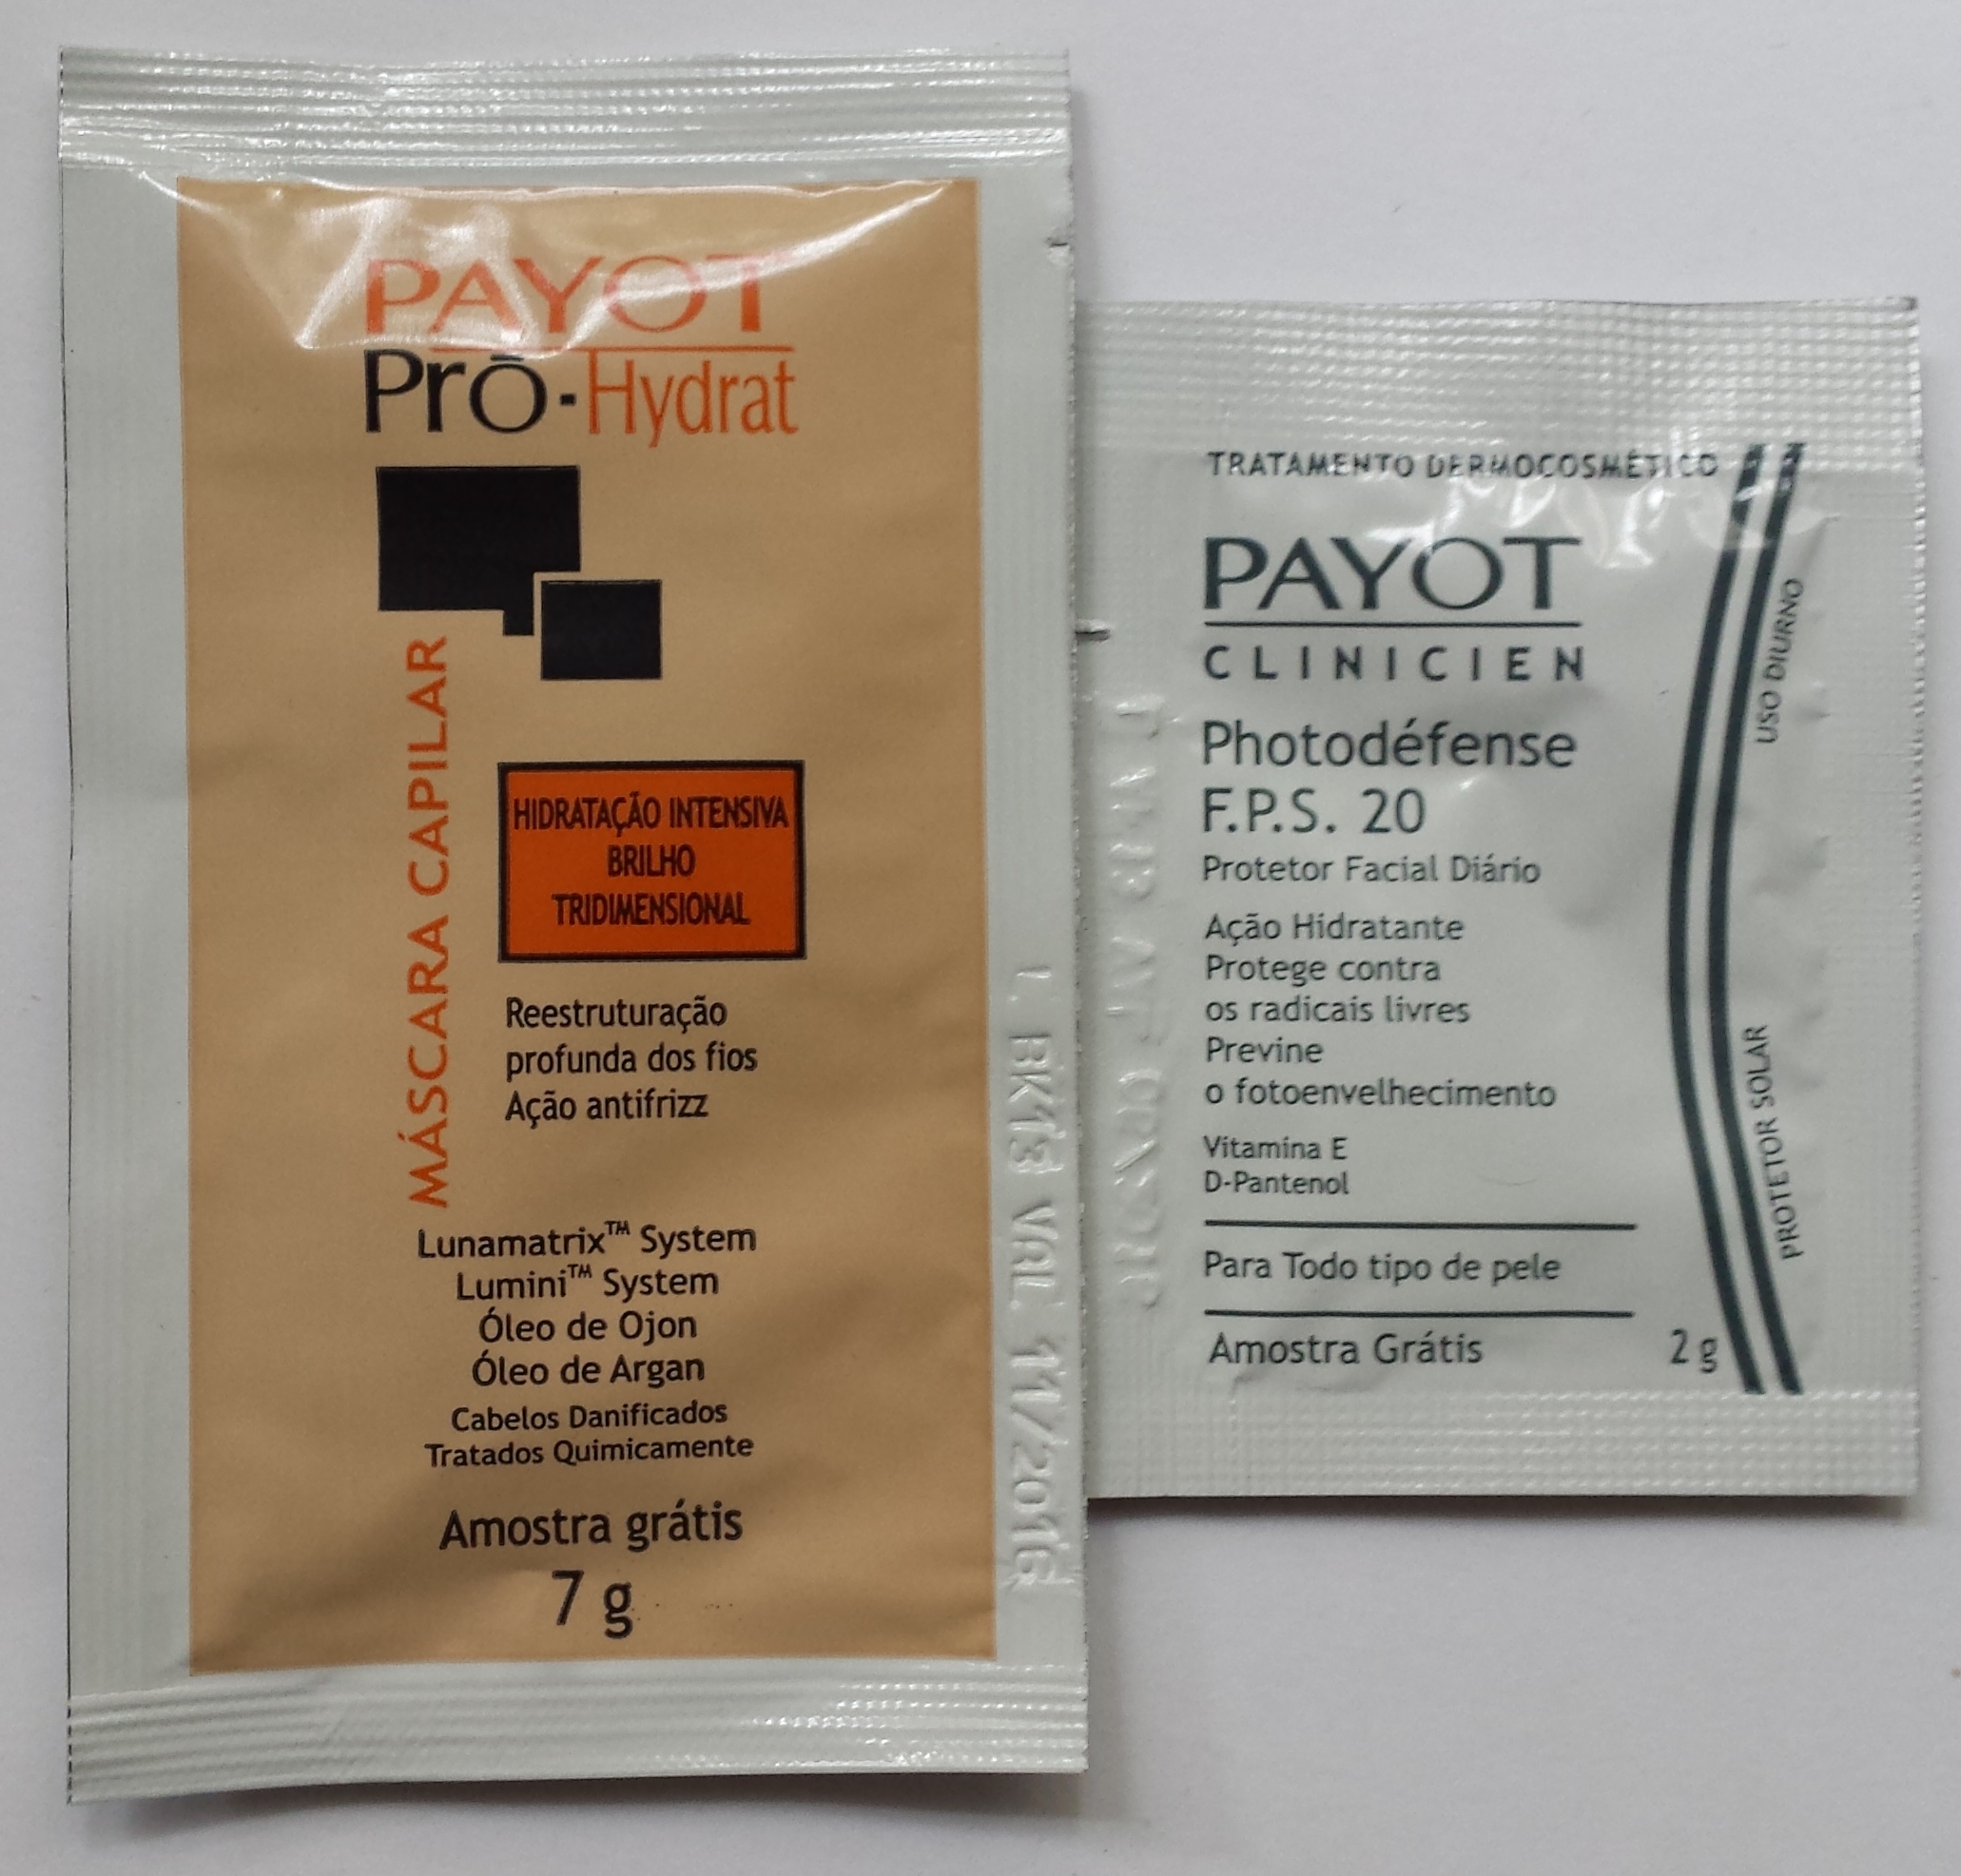 PAYOT
Prō-Hydrat
MÁSCARA CAPILAR
HIDRATAÇÃO INTENSIVA
BRILHO
TRIDIMENSIONAL
Reestruturação
profunda dos fios
Ação antifrizz
Lunamatrix™ System
Lumini™ System
Óleo de Ojon
Óleo de Argan
Cabelos Danificados
Tratados Quimicamente
Amostra grátis
7 g
L. BK13 VAL 11/2016
TRATAMENTO DERMOCOSMÉTICO
PAYOT
CLINICIEN
Photodéfense
F.P.S. 20
Protetor Facial Diário
Ação Hidratante
Protege contra
os radicais livres
Previne
o fotoenvelhecimento
Vitamina E
D-Pantenol
Para Todo tipo de pele
Amostra Grátis 2 g
USO DIURNO
PROTETOR SOLAR